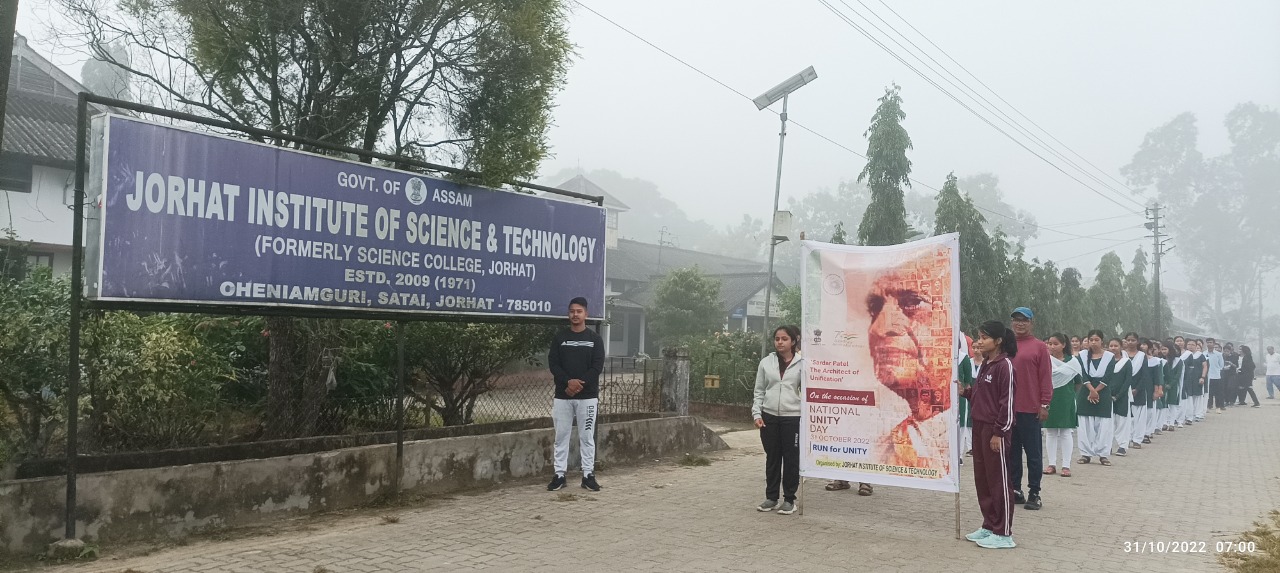 GOVT. OF ASSAM
JORHAT INSTITUTE OF SCIENCE & TECHNOLOGY
(FORMERLY SCIENCE COLLEGE, JORHAT)
ESTD. 2009 (1971)
CHENIAMGURI, SATAI, JORHAT - 785010
'Sardar Patel
The Architect of
Unification'
On the occasion of
NATIONAL
UNITY
DAY
31 OCTOBER 2022
RUN for UNITY
Organised by: JORHAT INSTITUTE OF SCIENCE & TECHNOLOGY
31/10/2022 07:00